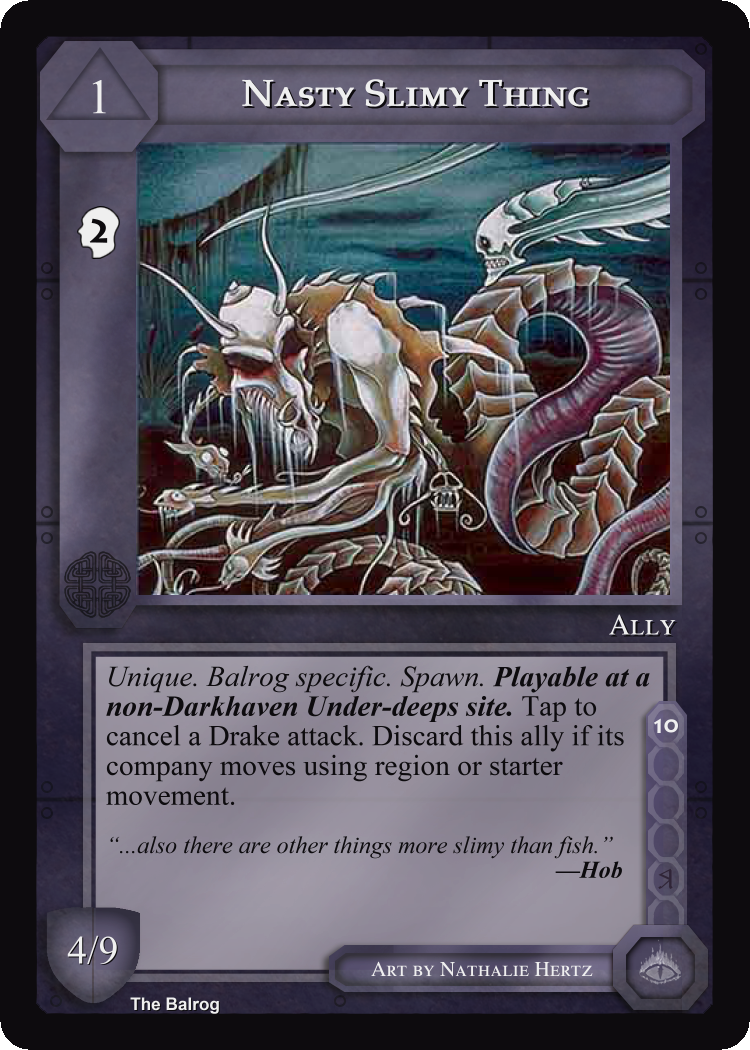 1
NASTY SLIMY THING
2
ALLY
Unique. Balrog specific. Spawn. Playable at a
non-Darkhaven Under-deeps site. Tap to
cancel a Drake attack. Discard this ally if its
company moves using region or starter
movement.
10
“...also there are other things more slimy than fish.”
—Hob
4/9
ART BY NATHALIE HERTZ
The Balrog